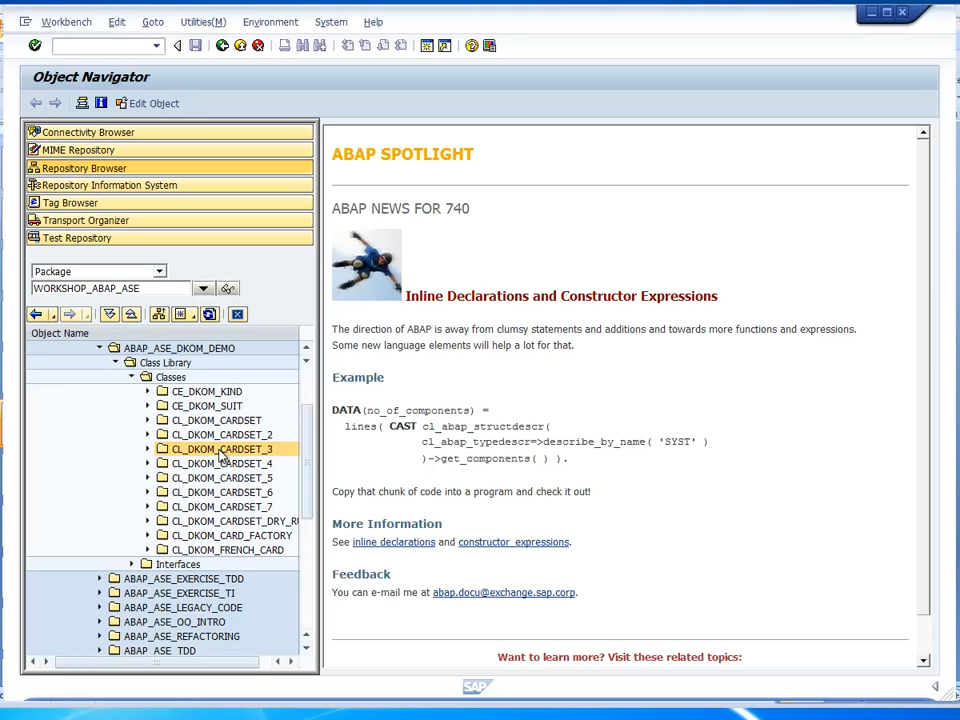 Workbench Edit Goto Utilities(M) Environment System Help
Object Navigator
Edit Object
Connectivity Browser
MIME Repository
Repository Browser
Repository Information System
Tag Browser
Transport Organizer
Test Repository
Package
WORKSHOP_ABAP_ASE
Object Name
ABAP_ASE_DKOM_DEMO
Class Library
Classes
CE_DKOM_KIND
CE_DKOM_SUIT
CL_DKOM_CARDSET
CL_DKOM_CARDSET_2
CL_DKOM_CARDSET_3
CL_DKOM_CARDSET_4
CL_DKOM_CARDSET_5
CL_DKOM_CARDSET_6
CL_DKOM_CARDSET_7
CL_DKOM_CARDSET_DRY_RU
CL_DKOM_CARD_FACTORY
CL_DKOM_FRENCH_CARD
Interfaces
ABAP_ASE_EXERCISE_TDD
ABAP_ASE_EXERCISE_TI
ABAP_ASE_LEGACY_CODE
ABAP_ASE_OO_INTRO
ABAP_ASE_REFACTORING
ABAP_ASE_TDD
ABAP SPOTLIGHT
ABAP NEWS FOR 740
Inline Declarations and Constructor Expressions
The direction of ABAP is away from clumsy statements and additions and towards more functions and expressions.
Some new language elements will help a lot for that.
Example
DATA(no_of_components) =
lines( CAST cl_abap_structdescr(
cl_abap_typedescr=>describe_by_name( 'SYST' )
)->get_components( ) ).
Copy that chunk of code into a program and check it out!
More Information
See inline declarations and constructor expressions.
Feedback
You can e-mail me at abap.docu@exchange.sap.corp.
Want to learn more? Visit these related topics:
SAP